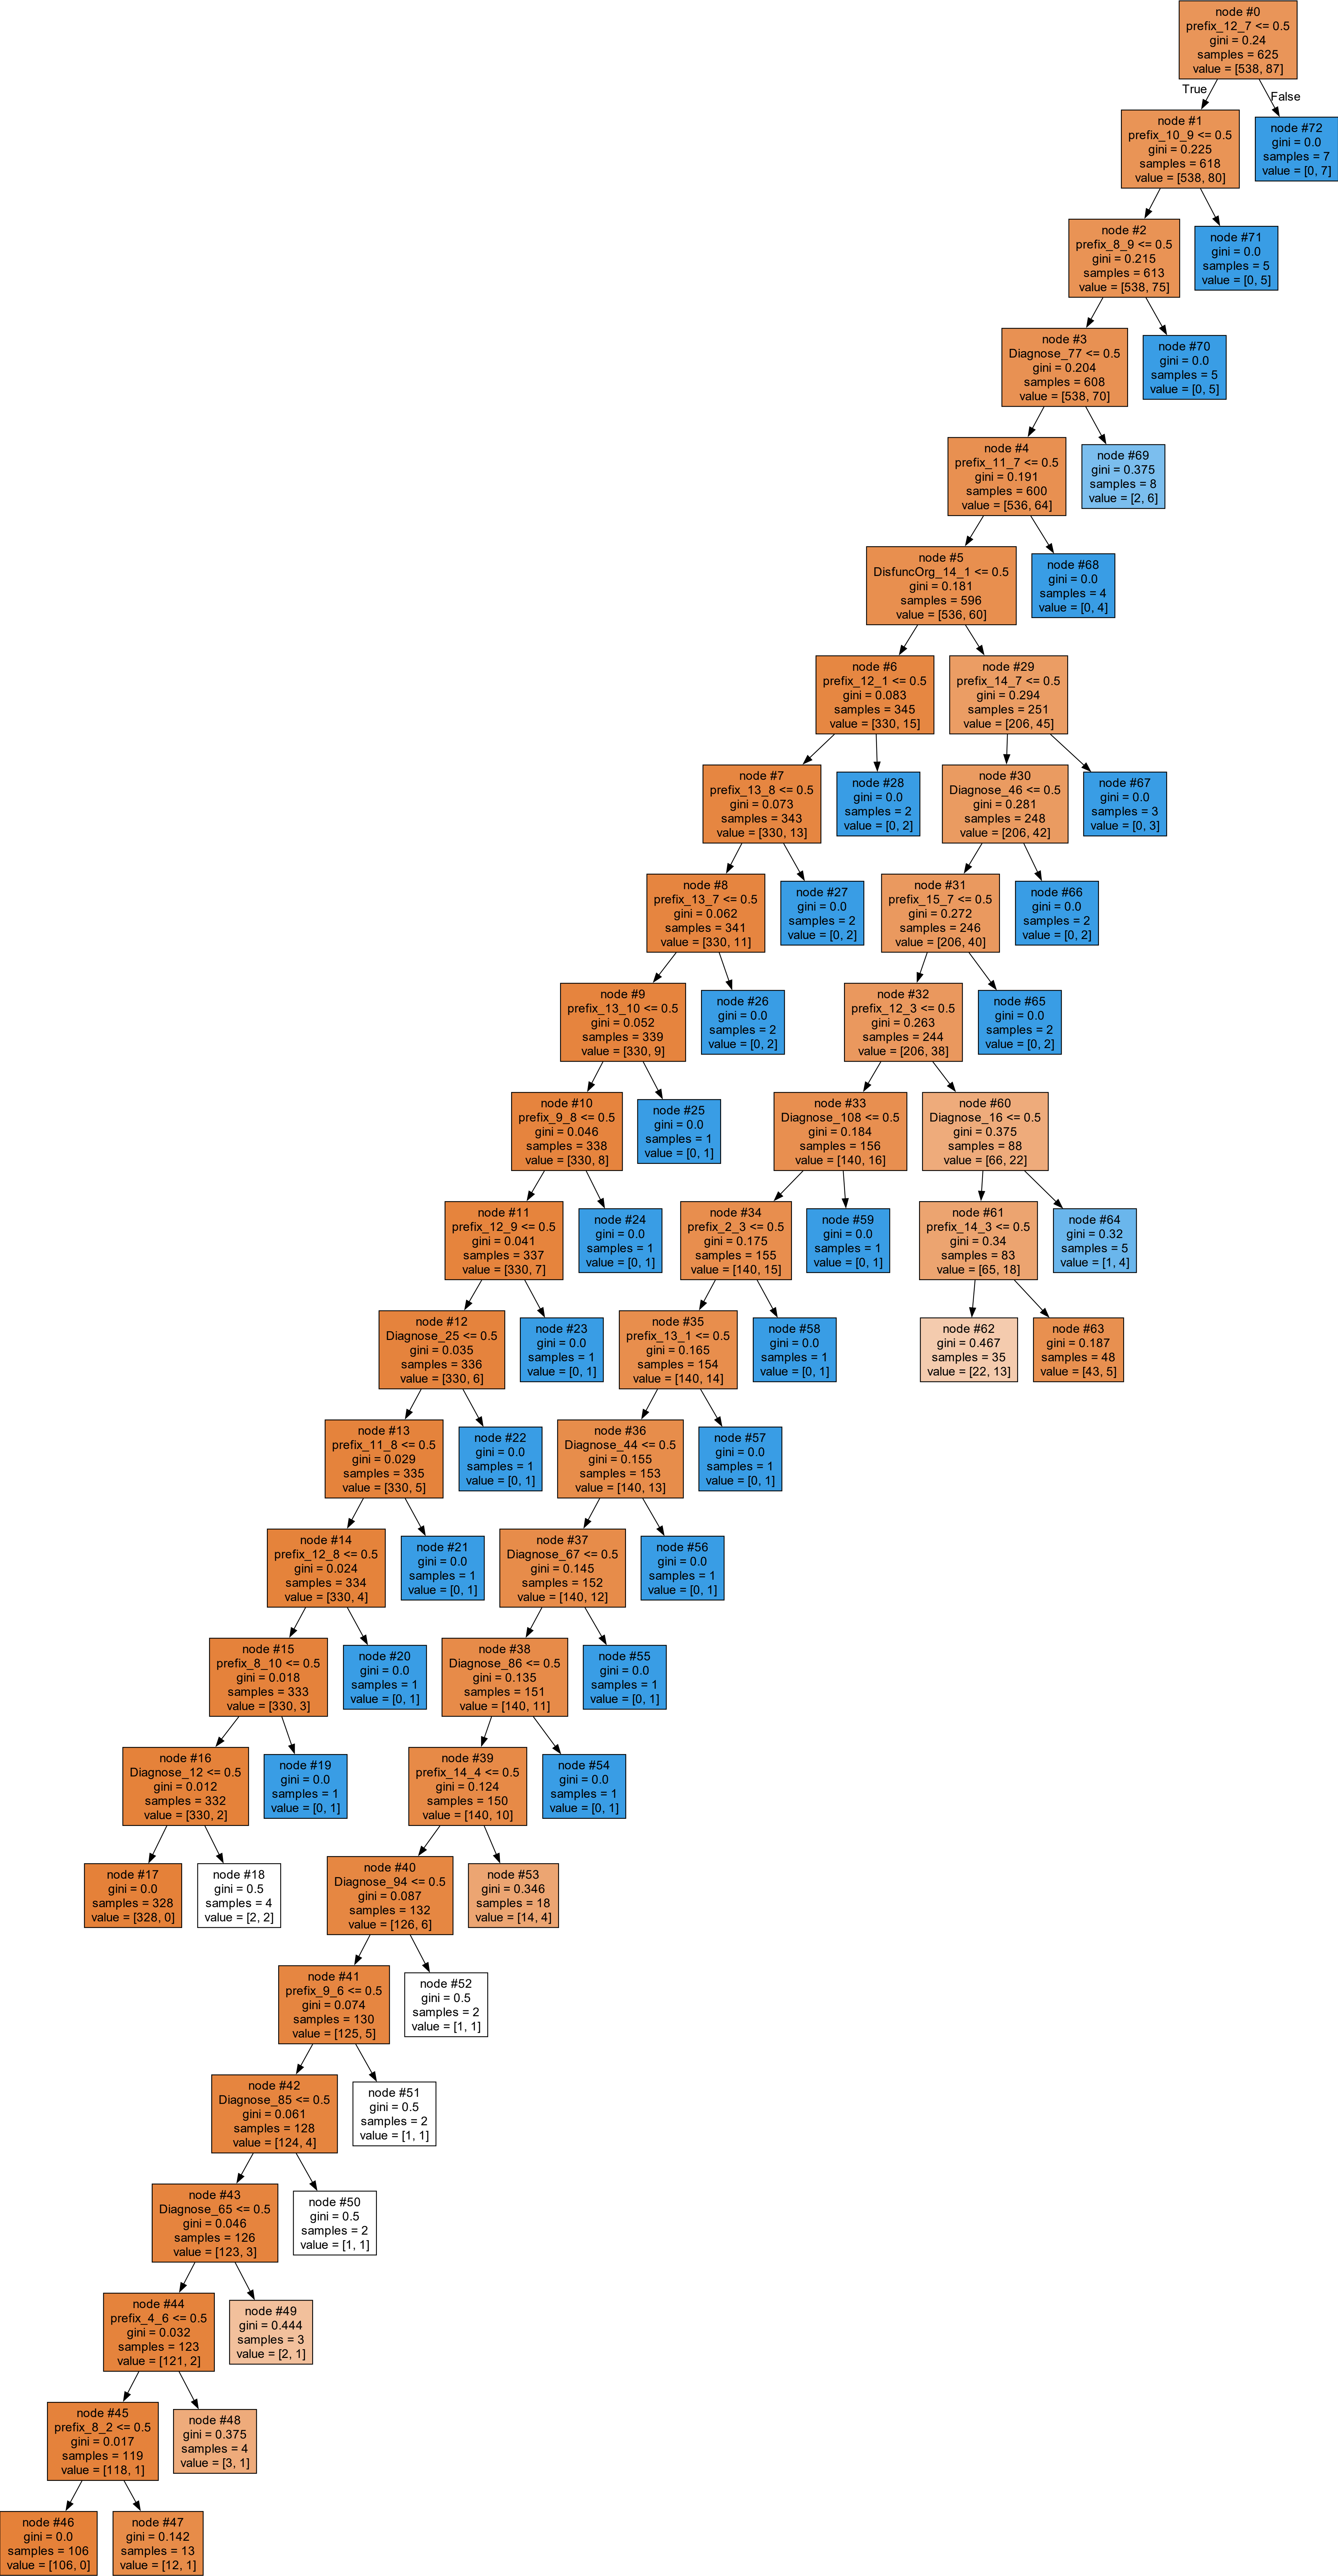 node #0
prefix_12_7 <= 0.5
gini = 0.24
samples = 625
value = [538, 87]
True
False
node #1
prefix_10_9 <= 0.5
gini = 0.225
samples = 618
value = [538, 80]
node #72
gini = 0.0
samples = 7
value = [0, 7]
node #2
prefix_8_9 <= 0.5
gini = 0.215
samples = 613
value = [538, 75]
node #71
gini = 0.0
samples = 5
value = [0, 5]
node #3
Diagnose_77 <= 0.5
gini = 0.204
samples = 608
value = [538, 70]
node #70
gini = 0.0
samples = 5
value = [0, 5]
node #4
prefix_11_7 <= 0.5
gini = 0.191
samples = 600
value = [536, 64]
node #69
gini = 0.375
samples = 8
value = [2, 6]
node #5
DisfuncOrg_14_1 <= 0.5
gini = 0.181
samples = 596
value = [536, 60]
node #68
gini = 0.0
samples = 4
value = [0, 4]
node #6
prefix_12_1 <= 0.5
gini = 0.083
samples = 345
value = [330, 15]
node #29
prefix_14_7 <= 0.5
gini = 0.294
samples = 251
value = [206, 45]
node #7
prefix_13_8 <= 0.5
gini = 0.073
samples = 343
value = [330, 13]
node #28
gini = 0.0
samples = 2
value = [0, 2]
node #30
Diagnose_46 <= 0.5
gini = 0.281
samples = 248
value = [206, 42]
node #67
gini = 0.0
samples = 3
value = [0, 3]
node #8
prefix_13_7 <= 0.5
gini = 0.062
samples = 341
value = [330, 11]
node #27
gini = 0.0
samples = 2
value = [0, 2]
node #31
prefix_15_7 <= 0.5
gini = 0.272
samples = 246
value = [206, 40]
node #66
gini = 0.0
samples = 2
value = [0, 2]
node #9
prefix_13_10 <= 0.5
gini = 0.052
samples = 339
value = [330, 9]
node #26
gini = 0.0
samples = 2
value = [0, 2]
node #32
prefix_12_3 <= 0.5
gini = 0.263
samples = 244
value = [206, 38]
node #65
gini = 0.0
samples = 2
value = [0, 2]
node #10
prefix_9_8 <= 0.5
gini = 0.046
samples = 338
value = [330, 8]
node #25
gini = 0.0
samples = 1
value = [0, 1]
node #33
Diagnose_108 <= 0.5
gini = 0.184
samples = 156
value = [140, 16]
node #60
Diagnose_16 <= 0.5
gini = 0.375
samples = 88
value = [66, 22]
node #11
prefix_12_9 <= 0.5
gini = 0.041
samples = 337
value = [330, 7]
node #24
gini = 0.0
samples = 1
value = [0, 1]
node #34
prefix_2_3 <= 0.5
gini = 0.175
samples = 155
value = [140, 15]
node #59
gini = 0.0
samples = 1
value = [0, 1]
node #61
prefix_14_3 <= 0.5
gini = 0.34
samples = 83
value = [65, 18]
node #64
gini = 0.32
samples = 5
value = [1, 4]
node #12
Diagnose_25 <= 0.5
gini = 0.035
samples = 336
value = [330, 6]
node #23
gini = 0.0
samples = 1
value = [0, 1]
node #35
prefix_13_1 <= 0.5
gini = 0.165
samples = 154
value = [140, 14]
node #58
gini = 0.0
samples = 1
value = [0, 1]
node #62
gini = 0.467
samples = 35
value = [22, 13]
node #63
gini = 0.187
samples = 48
value = [43, 5]
node #13
prefix_11_8 <= 0.5
gini = 0.029
samples = 335
value = [330, 5]
node #22
gini = 0.0
samples = 1
value = [0, 1]
node #36
Diagnose_44 <= 0.5
gini = 0.155
samples = 153
value = [140, 13]
node #57
gini = 0.0
samples = 1
value = [0, 1]
node #14
prefix_12_8 <= 0.5
gini = 0.024
samples = 334
value = [330, 4]
node #21
gini = 0.0
samples = 1
value = [0, 1]
node #37
Diagnose_67 <= 0.5
gini = 0.145
samples = 152
value = [140, 12]
node #56
gini = 0.0
samples = 1
value = [0, 1]
node #15
prefix_8_10 <= 0.5
gini = 0.018
samples = 333
value = [330, 3]
node #20
gini = 0.0
samples = 1
value = [0, 1]
node #38
Diagnose_86 <= 0.5
gini = 0.135
samples = 151
value = [140, 11]
node #55
gini = 0.0
samples = 1
value = [0, 1]
node #16
Diagnose_12 <= 0.5
gini = 0.012
samples = 332
value = [330, 2]
node #19
gini = 0.0
samples = 1
value = [0, 1]
node #39
prefix_14_4 <= 0.5
gini = 0.124
samples = 150
value = [140, 10]
node #54
gini = 0.0
samples = 1
value = [0, 1]
node #17
gini = 0.0
samples = 328
value = [328, 0]
node #18
gini = 0.5
samples = 4
value = [2, 2]
node #40
Diagnose_94 <= 0.5
gini = 0.087
samples = 132
value = [126, 6]
node #53
gini = 0.346
samples = 18
value = [14, 4]
node #41
prefix_9_6 <= 0.5
gini = 0.074
samples = 130
value = [125, 5]
node #52
gini = 0.5
samples = 2
value = [1, 1]
node #42
Diagnose_85 <= 0.5
gini = 0.061
samples = 128
value = [124, 4]
node #51
gini = 0.5
samples = 2
value = [1, 1]
node #43
Diagnose_65 <= 0.5
gini = 0.046
samples = 126
value = [123, 3]
node #50
gini = 0.5
samples = 2
value = [1, 1]
node #44
prefix_4_6 <= 0.5
gini = 0.032
samples = 123
value = [121, 2]
node #49
gini = 0.444
samples = 3
value = [2, 1]
node #45
prefix_8_2 <= 0.5
gini = 0.017
samples = 119
value = [118, 1]
node #48
gini = 0.375
samples = 4
value = [3, 1]
node #46
gini = 0.0
samples = 106
value = [106, 0]
node #47
gini = 0.142
samples = 13
value = [12, 1]